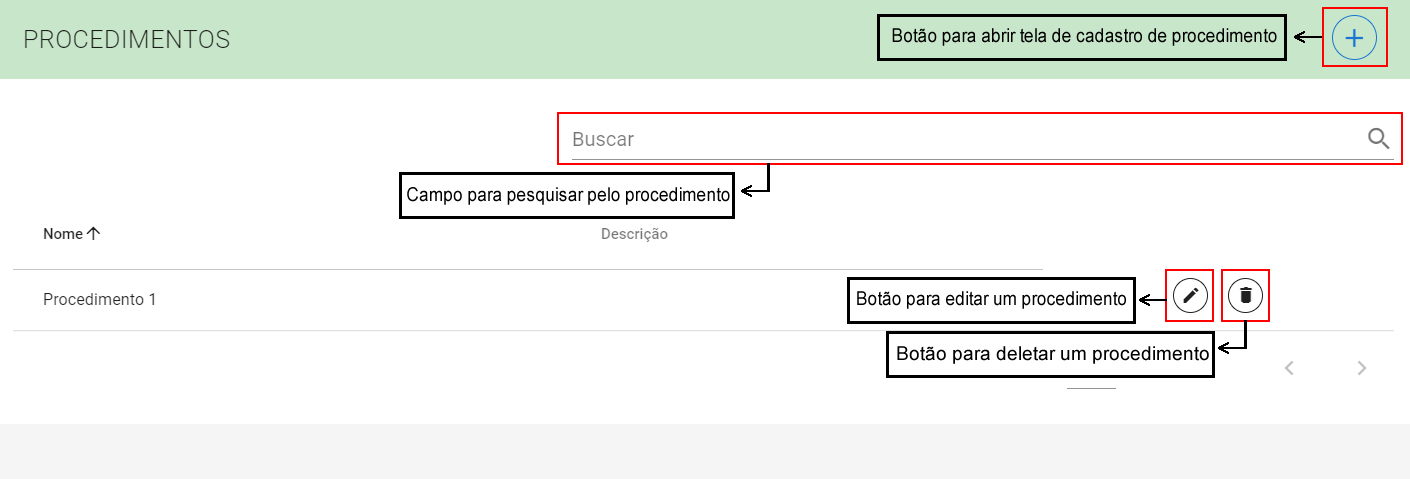 PROCEDIMENTOS
Botão para abrir tela de cadastro de procedimento
Buscar
Campo para pesquisar pelo procedimento
Nome
Descrição
Procedimento 1
Botão para editar um procedimento
Botão para deletar um procedimento